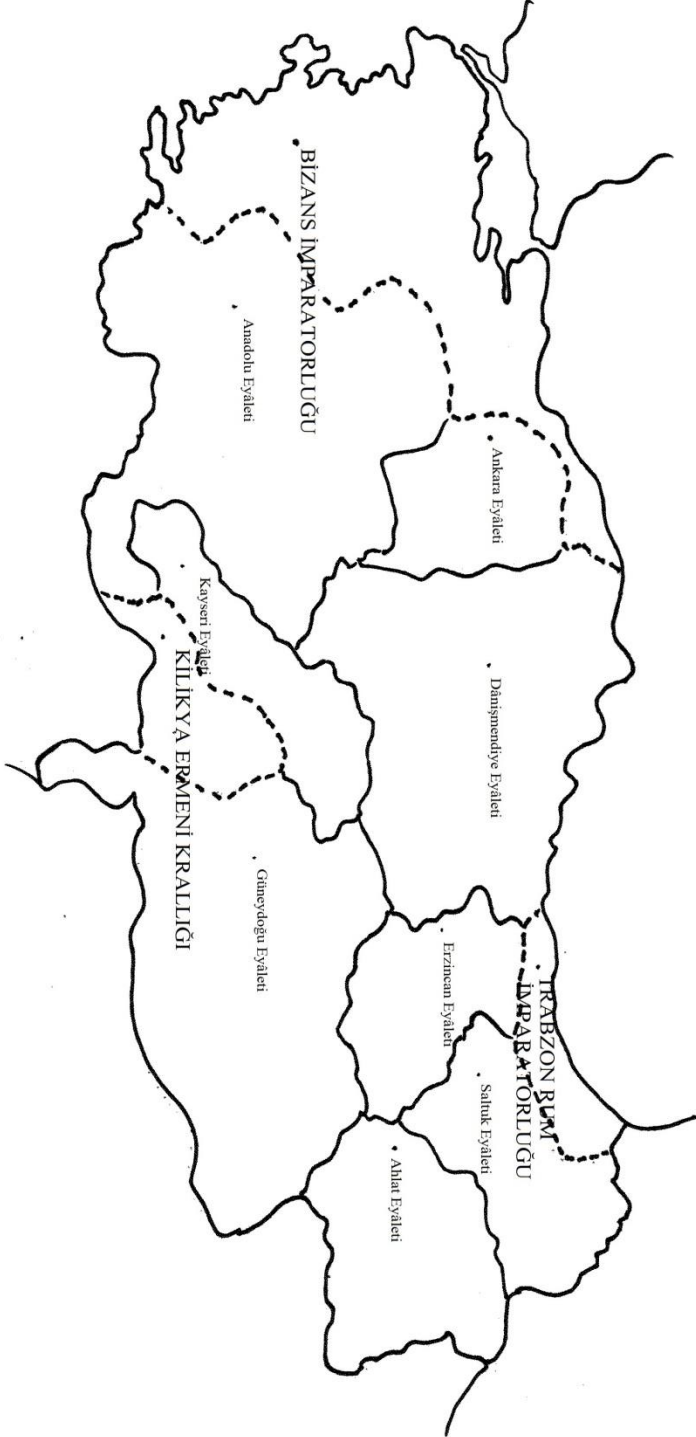 BİZANS İMPARATORLUĞU
Anadolu Eyâleti
Ankara Eyâleti
Kayseri Eyâleti
KİLİKYA ERMENİ KRALLIĞI
Dânişmendiye Eyâleti
Güneydoğu Eyâleti
Erzincan Eyâleti
TRABZON RUM
İMPARATORLUĞU
Saltuk Eyâleti
Ahlat Eyâleti